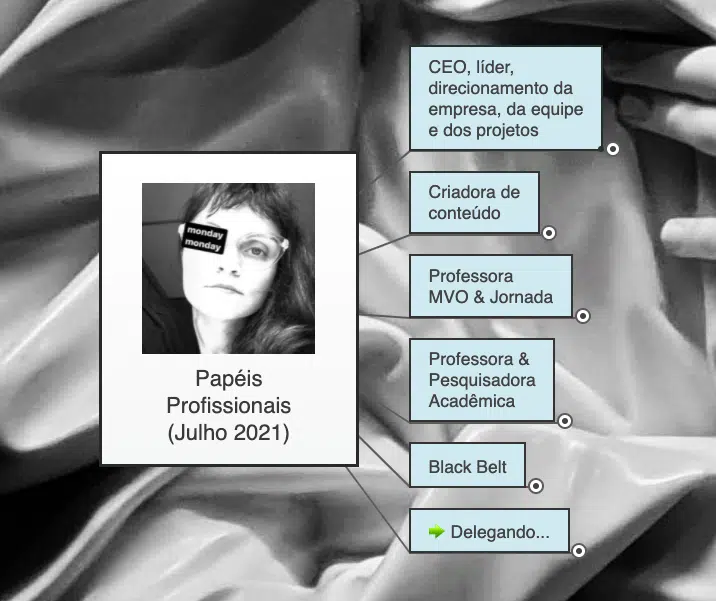 monday
monday
Papéis
Profissionais
(Julho 2021)
CEO, líder,
direcionamento da
empresa, da equipe
e dos projetos
Criadora de
conteúdo
Professora
MVO & Jornada
Professora &
Pesquisadora
Acadêmica
Black Belt
Delegando...